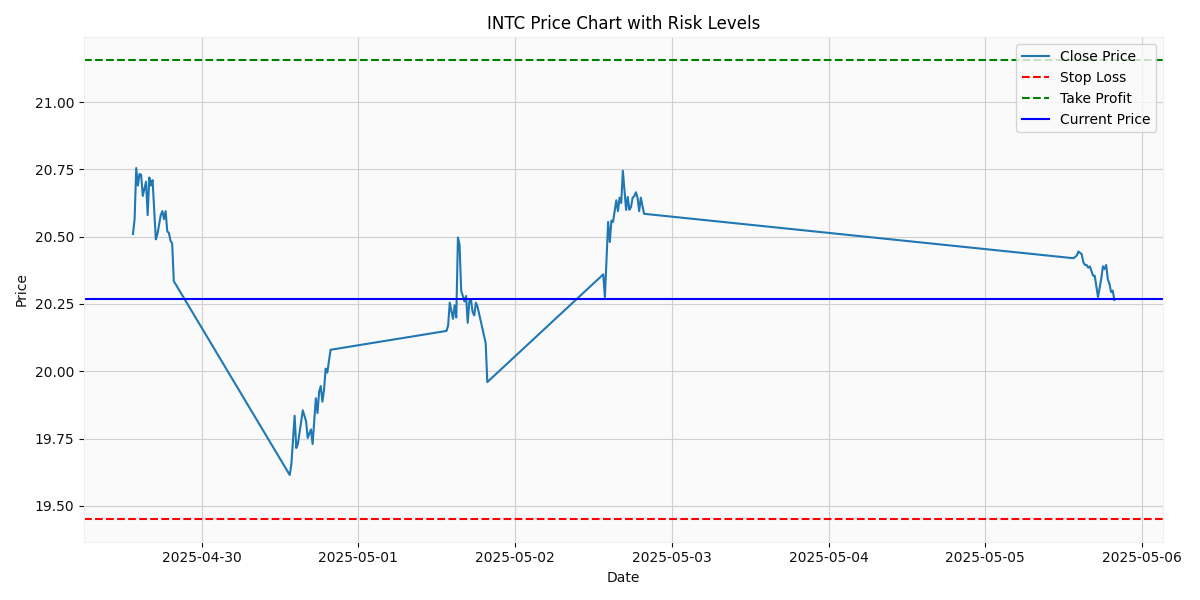 INTC Price Chart with Risk Levels
Close Price
Stop Loss
Take Profit
Current Price
Price
21.00
20.75
20.50
20.25
20.00
19.75
19.50
2025-04-30 2025-05-01 2025-05-02 2025-05-03 2025-05-04 2025-05-05 2025-05-06
Date